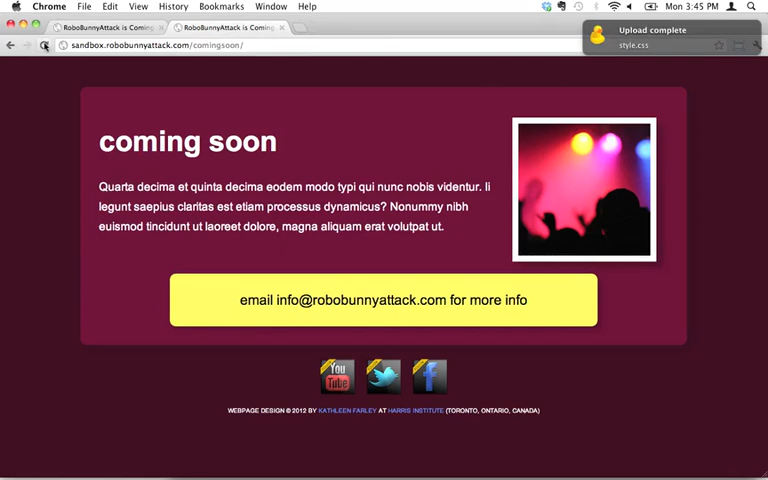 Chrome File Edit View History Bookmarks Window Help Mon 3:45 PM
RoboBunnyAttack is Coming
RoboBunnyAttack is Coming
sandbox.robobunnyattack.com/comingsoon/
Upload complete
style.css
coming soon
Quarta decima et quinta decima eodem modo typi qui nunc nobis videntur. li
legunt saepius claritas est etiam processus dynamicus? Nonummy nibh
euismod tincidunt ut laoreet dolore, magna aliquam erat volutpat ut.
email info@robobunnyattack.com for more info
You
Tube
WEBPAGE DESIGN © 2012 BY KATHLEEN FARLEY AT HARRIS INSTITUTE (TORONTO, ONTARIO, CANADA)